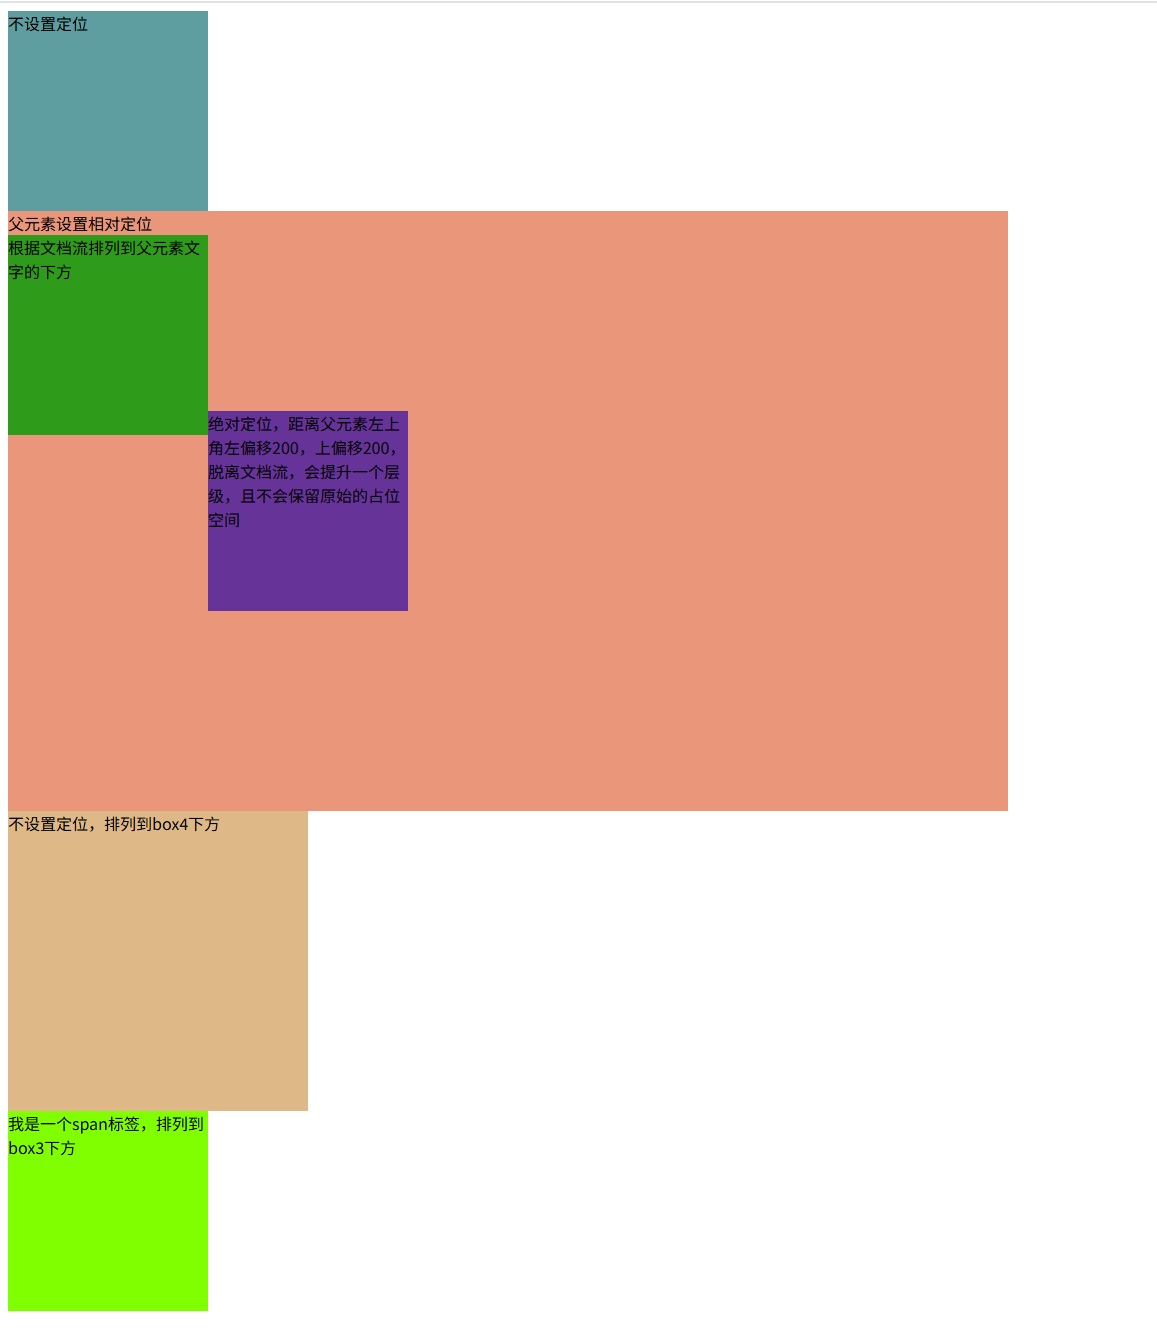 不设置定位
父元素设置相对定位
根据文档流排列到父元素文
字的下方
绝对定位，距离父元素左上
角左偏移200，上偏移200，
脱离文档流，会提升一个层
级，且不会保留原始的占位
空间
不设置定位，排列到box4下方
我是一个span标签，排列到
box3下方